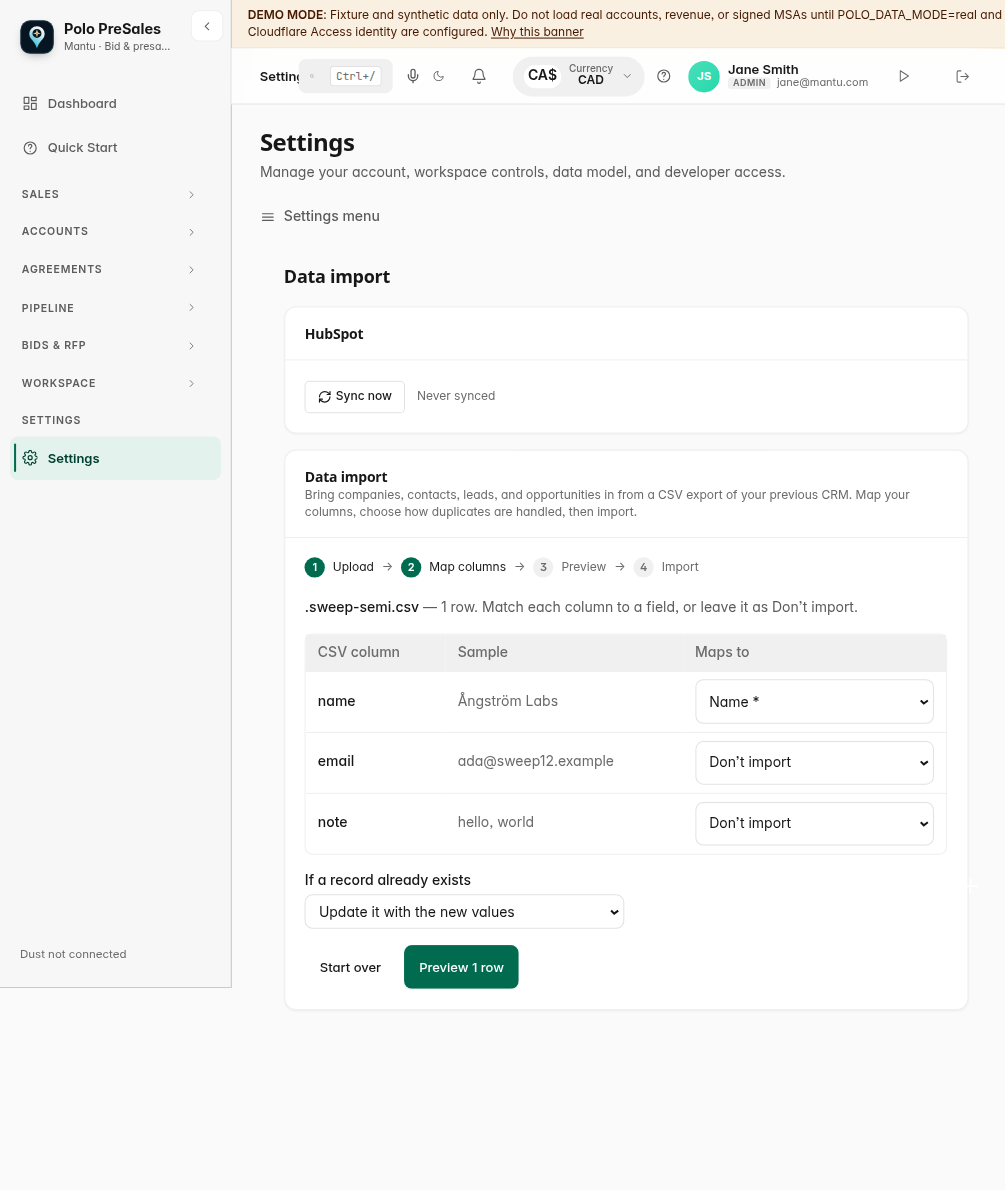 Polo PreSales
Mantu · Bid & presa...
Dashboard
Quick Start
SALES
ACCOUNTS
AGREEMENTS
PIPELINE
BIDS & RFP
WORKSPACE
SETTINGS
Settings
Dust not connected
DEMO MODE: Fixture and synthetic data only. Do not load real accounts, revenue, or signed MSAs until POLO_DATA_MODE=real and
Cloudflare Access identity are configured. Why this banner
Setting
Ctrl+/
CA$
Currency
CAD
JS
Jane Smith
ADMIN jane@mantu.com
Settings
Manage your account, workspace controls, data model, and developer access.
Settings menu
Data import
HubSpot
Sync now
Never synced
Data import
Bring companies, contacts, leads, and opportunities in from a CSV export of your previous CRM. Map your
columns, choose how duplicates are handled, then import.
1 Upload → 2 Map columns → 3 Preview → 4 Import
.sweep-semi.csv — 1 row. Match each column to a field, or leave it as Don’t import.
CSV column Sample Maps to
name Ångström Labs Name *
email ada@sweep12.example Don’t import
note hello, world Don’t import
If a record already exists
Update it with the new values
Start over
Preview 1 row